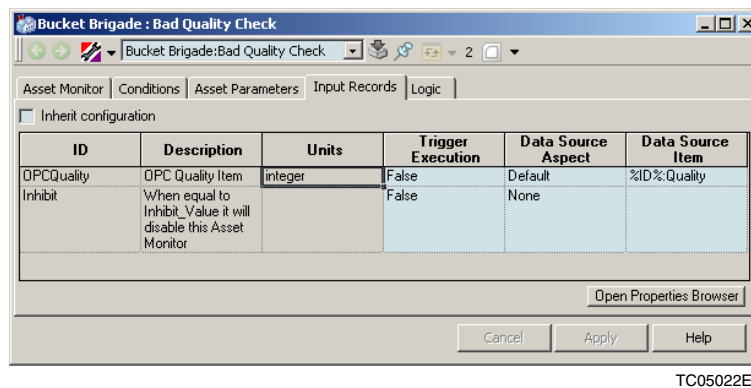 Bucket Brigade : Bad Quality Check
Bucket Brigade:Bad Quality Check 2
Asset Monitor Conditions Asset Parameters Input Records Logic
Inherit configuration
ID Description Units Trigger Execution Data Source Aspect Data Source Item
OPCQuality OPC Quality Item integer False Default %ID%:Quality
Inhibit When equal to False None
Inhibit_Value it will
disable this Asset
Monitor
Open Properties Browser
Cancel Apply Help
TC05022E